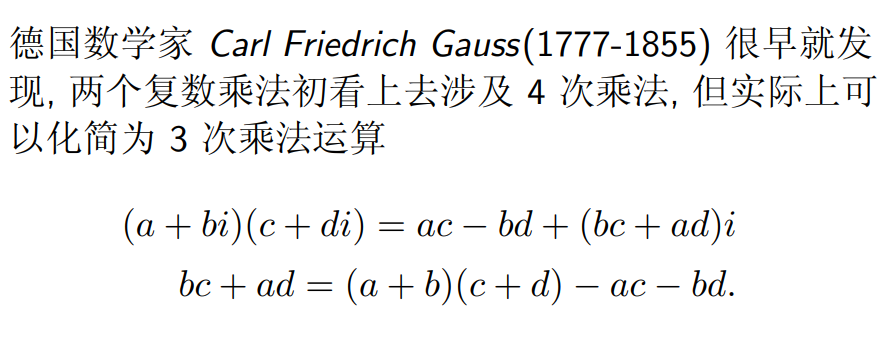 德国数学家 Carl Friedrich Gauss(1777-1855) 很早就发
现, 两个复数乘法初看上去涉及 4 次乘法, 但实际上可
以化简为 3 次乘法运算
(a + bi)(c + di) = ac − bd + (bc + ad)i
bc + ad = (a + b)(c + d) − ac − bd.